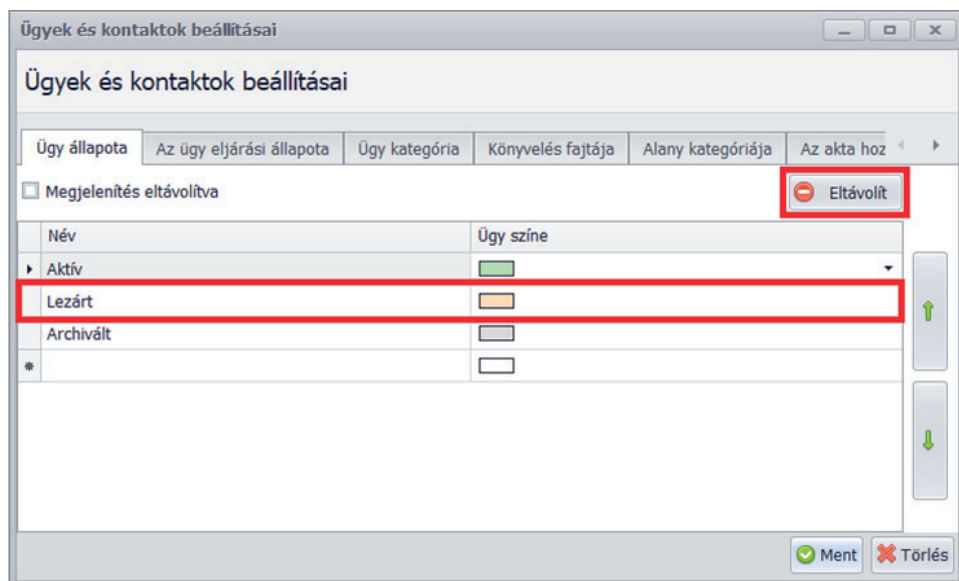 Ügyek és kontaktok beállításai
Ügyek és kontaktok beállításai
Ügy állapota Az ügy eljárási állapota Ügy kategória Könyvelés fajtája Alany kategóriája Az akta hoz
Megjelenítés eltávolítva Eltávolít
Név Ügy színe
Aktív
Lezárt
Archivált
Ment Törlés